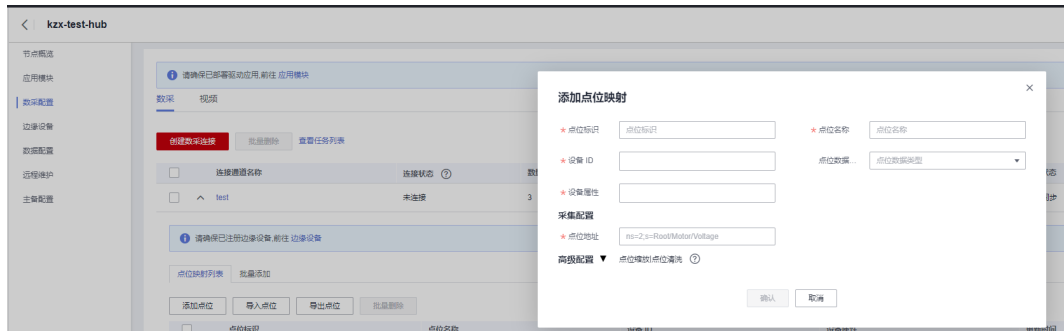 kzx-test-hub
节点概览
应用模块
数采配置
边缘设备
数据配置
远程维护
主备配置
请确保已部署驱动应用,前往 应用模块
数采 视频
创建数采连接 批量删除 查看任务列表
连接通道名称 连接状态
test 未连接 3
请确保已注册边缘设备,前往 边缘设备
点位映射列表 批量添加
添加点位 导入点位 导出点位 批量删除
点位标识 点位名称
添加点位映射
* 点位标识 点位标识 * 点位名称 点位名称
* 设备 ID 点位数据... 点位数据类型
* 设备属性
采集配置
* 点位地址 ns=2;s=Root/Motor/Voltage
高级配置 ▼ 点位缩放|点位清洗
确认 取消